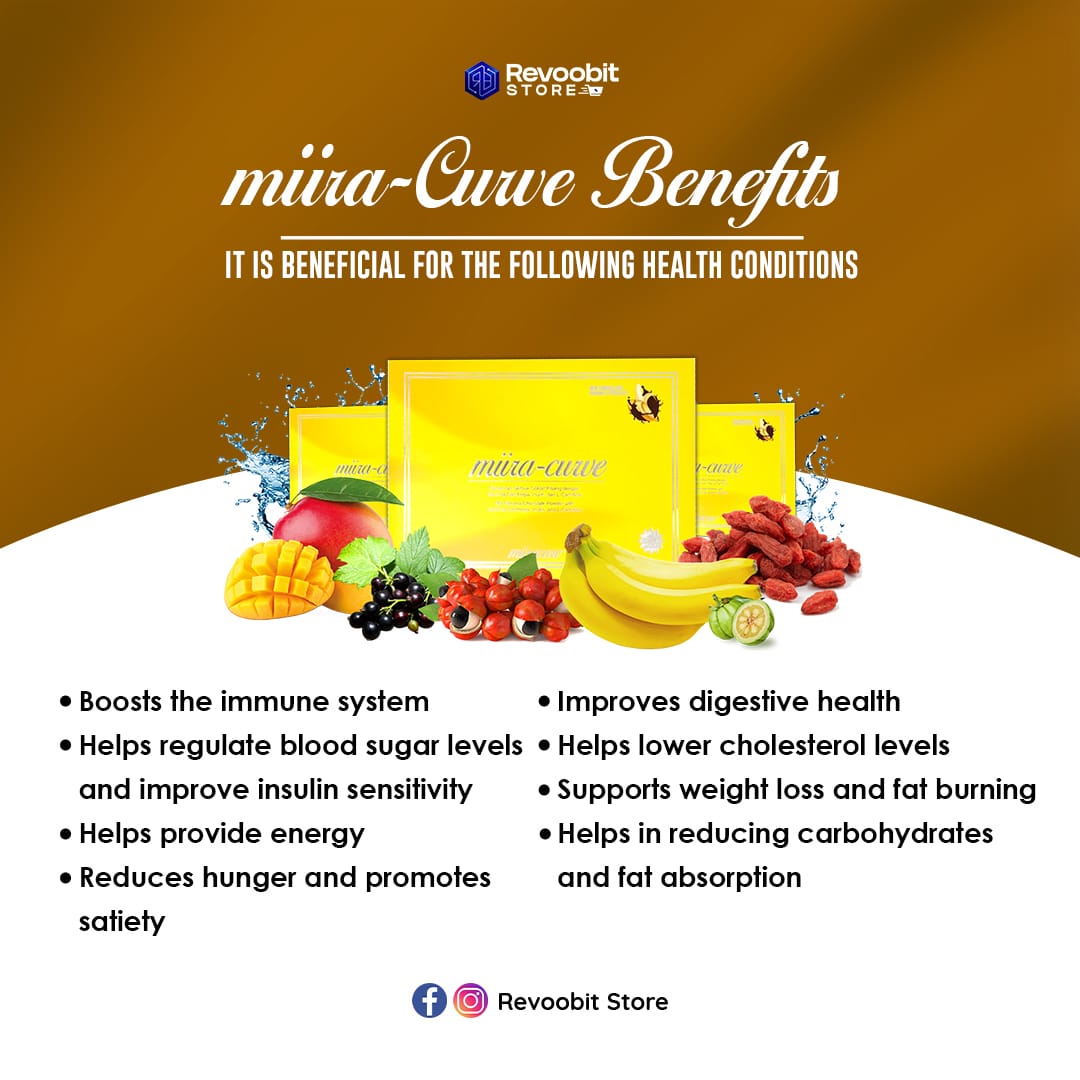 Revoobit
STORE
müra-Curve Benefits
IT IS BENEFICIAL FOR THE FOLLOWING HEALTH CONDITIONS
müra-curve
• Boosts the immune system
• Helps regulate blood sugar levels
and improve insulin sensitivity
• Helps provide energy
• Reduces hunger and promotes
satiety
• Improves digestive health
• Helps lower cholesterol levels
• Supports weight loss and fat burning
• Helps in reducing carbohydrates
and fat absorption
Revoobit Store